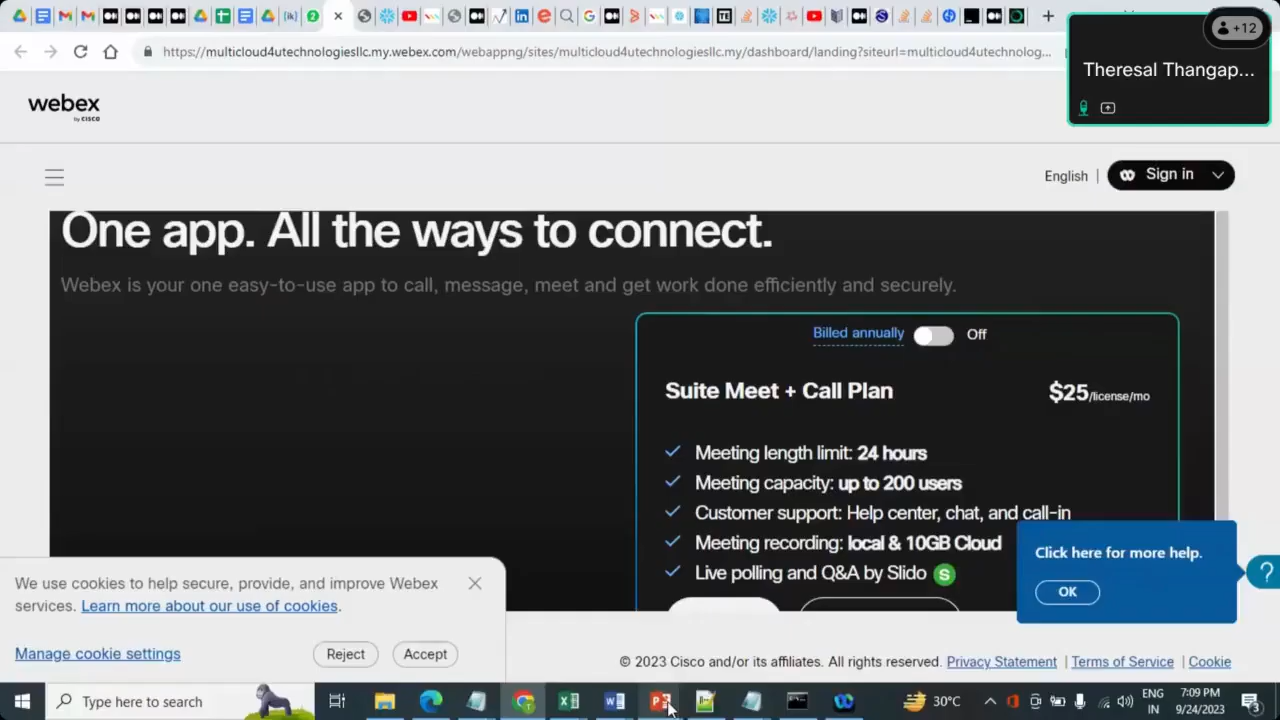 +12
https://multicloud4utechnologiesllc.my.webex.com/webappng/sites/multicloud4utechnologiesllc.my/dashboard/landing?siteurl=multicloud4utechnolog...
Theresal Thangap...
webex
by CISCO
English |
Sign in
One app. All the ways to connect.
Webex is your one easy-to-use app to call, message, meet and get work done efficiently and securely.
Billed annually
Off
Suite Meet + Call Plan
$25/license/mo
Meeting length limit: 24 hours
Meeting capacity: up to 200 users
Customer support: Help center, chat, and call-in
Meeting recording: local & 10GB Cloud
Live polling and Q&A by Slido S
Click here for more help.
OK
?
We use cookies to help secure, provide, and improve Webex
services. Learn more about our use of cookies.
Manage cookie settings
Reject
Accept
© 2023 Cisco and/or its affiliates. All rights reserved. Privacy Statement | Terms of Service | Cookie
Type here to search
30°C
ENG
IN
7:09 PM
9/24/2023
3